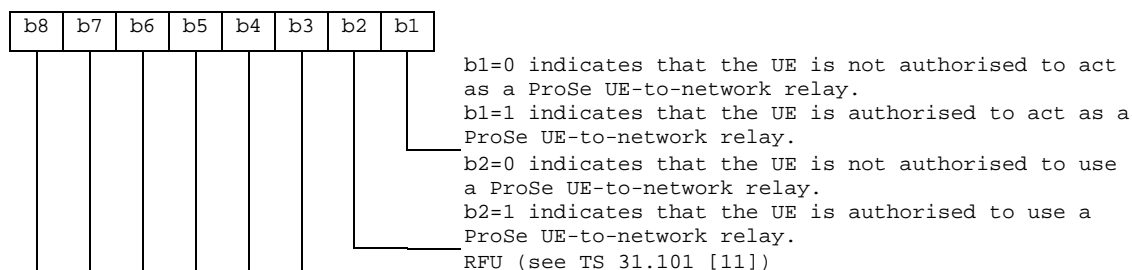 b8 b7 b6 b5 b4 b3 b2 b1
b1=0 indicates that the UE is not authorised to act
as a ProSe UE-to-network relay.
b1=1 indicates that the UE is authorised to act as a
ProSe UE-to-network relay.
b2=0 indicates that the UE is not authorised to use
a ProSe UE-to-network relay.
b2=1 indicates that the UE is authorised to use a
ProSe UE-to-network relay.
RFU (see TS 31.101 [11])